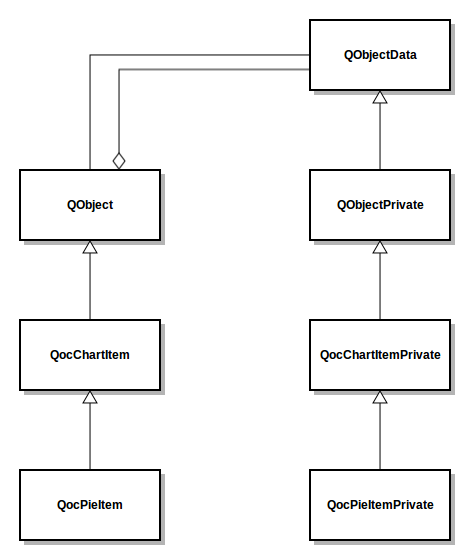 QObjectData
QObject
QObjectPrivate
QocChartItem
QocChartItemPrivate
QocPieItem
QocPieItemPrivate